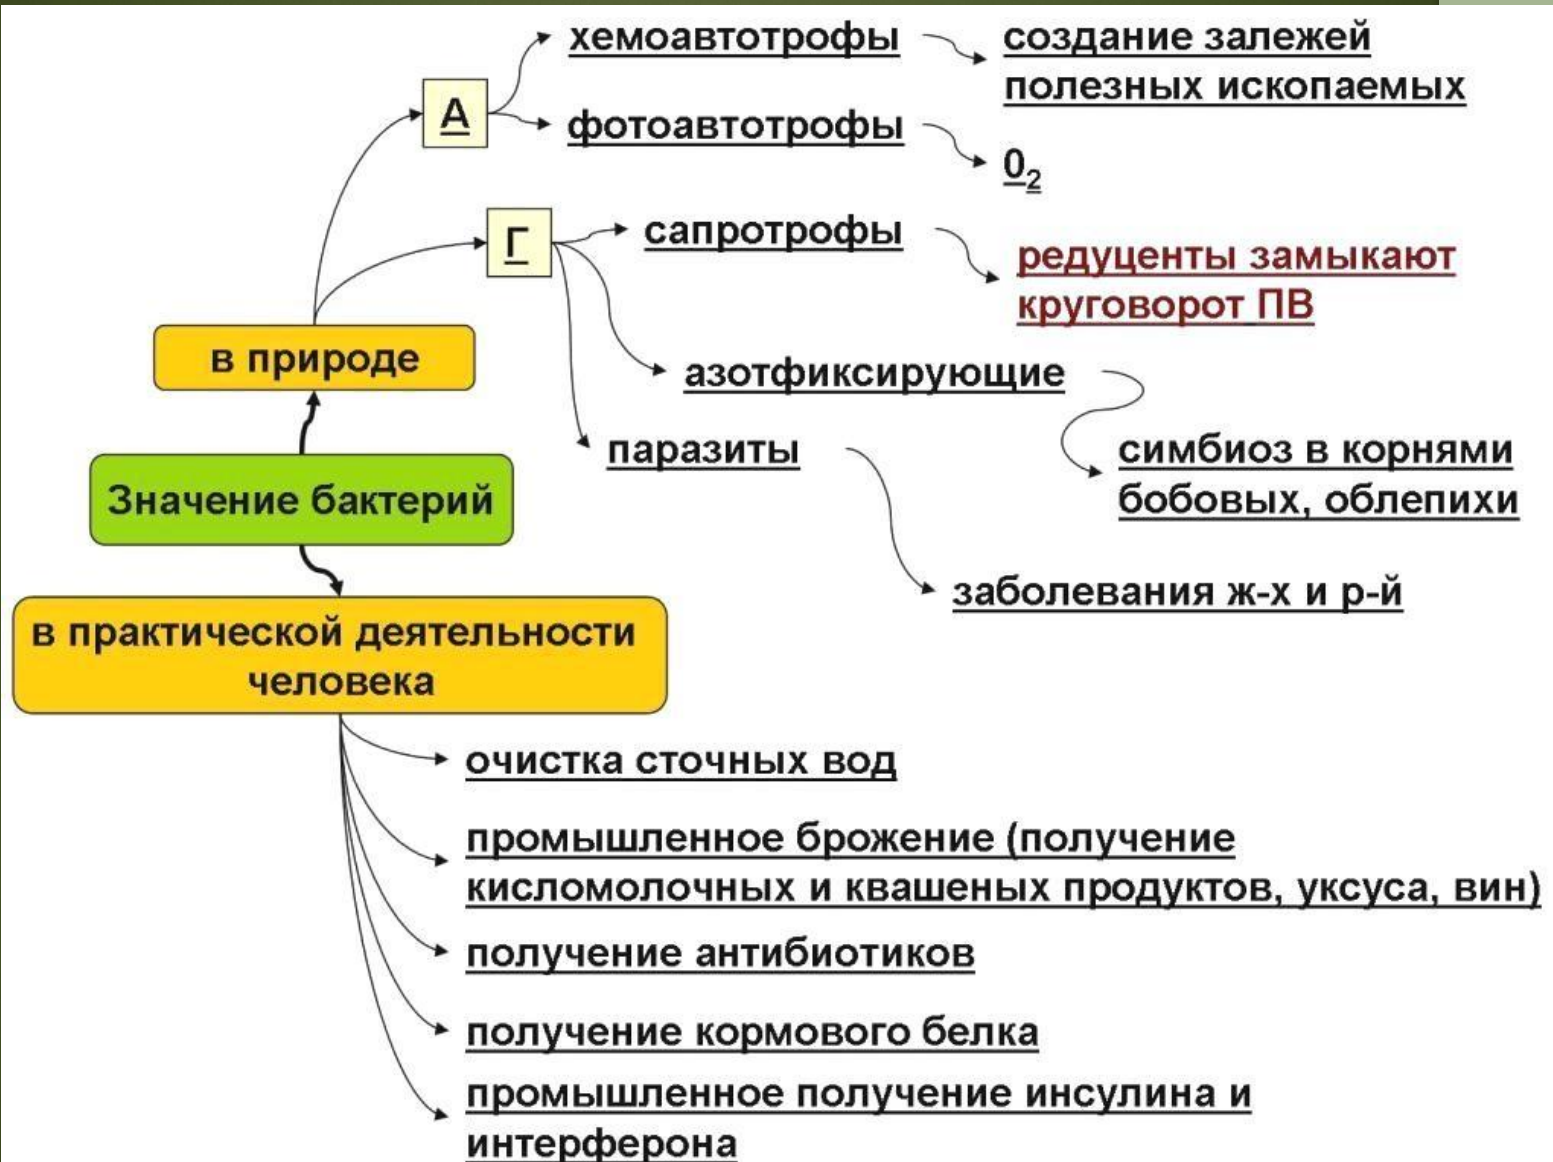 хемоавтотрофы
создание залежей
полезных ископаемых
А
фотоавтотрофы
0₂
Г
сапротрофы
редуценты замыкают
круговорот ПВ
в природе
азотфиксирующие
симбиоз в корнями
бобовых, облепихи
паразиты
Значение бактерий
заболевания ж-х и р-й
в практической деятельности
человека
очистка сточных вод
промышленное брожение (получение
кисломолочных и квашеных продуктов, уксуса, вин)
получение антибиотиков
получение кормового белка
промышленное получение инсулина и
интерферона